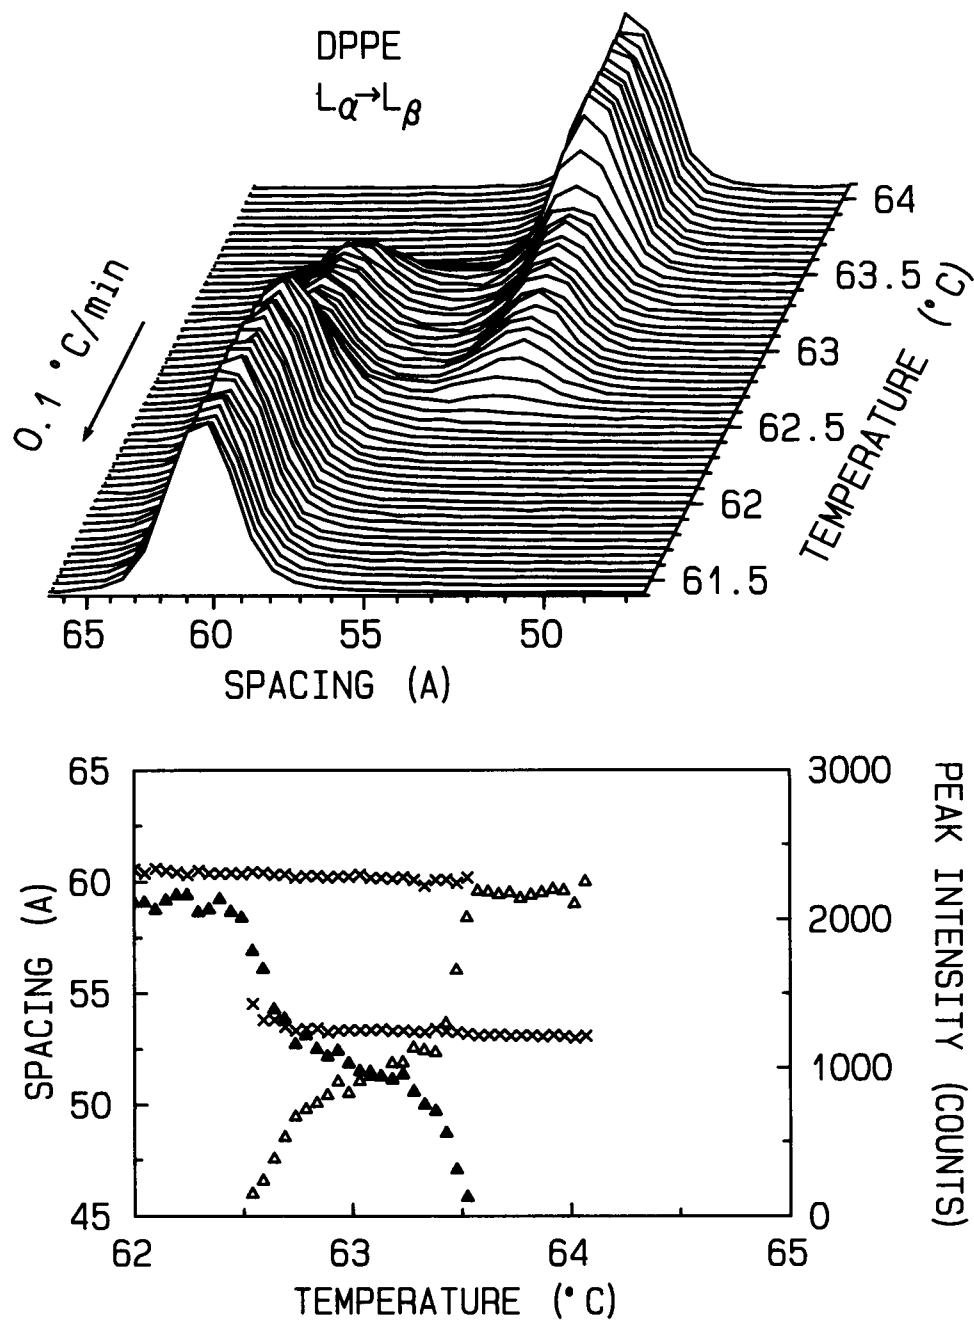 DPPE
Lα→Lβ
0.1 °C/min
64
63.5
63
62.5
62
61.5
TEMPERATURE (°C)
65 60 55 50
SPACING (A)
65
60
55
50
45
SPACING (A)
3000
2000
1000
0
PEAK INTENSITY (COUNTS)
62 63 64 65
TEMPERATURE (°C)